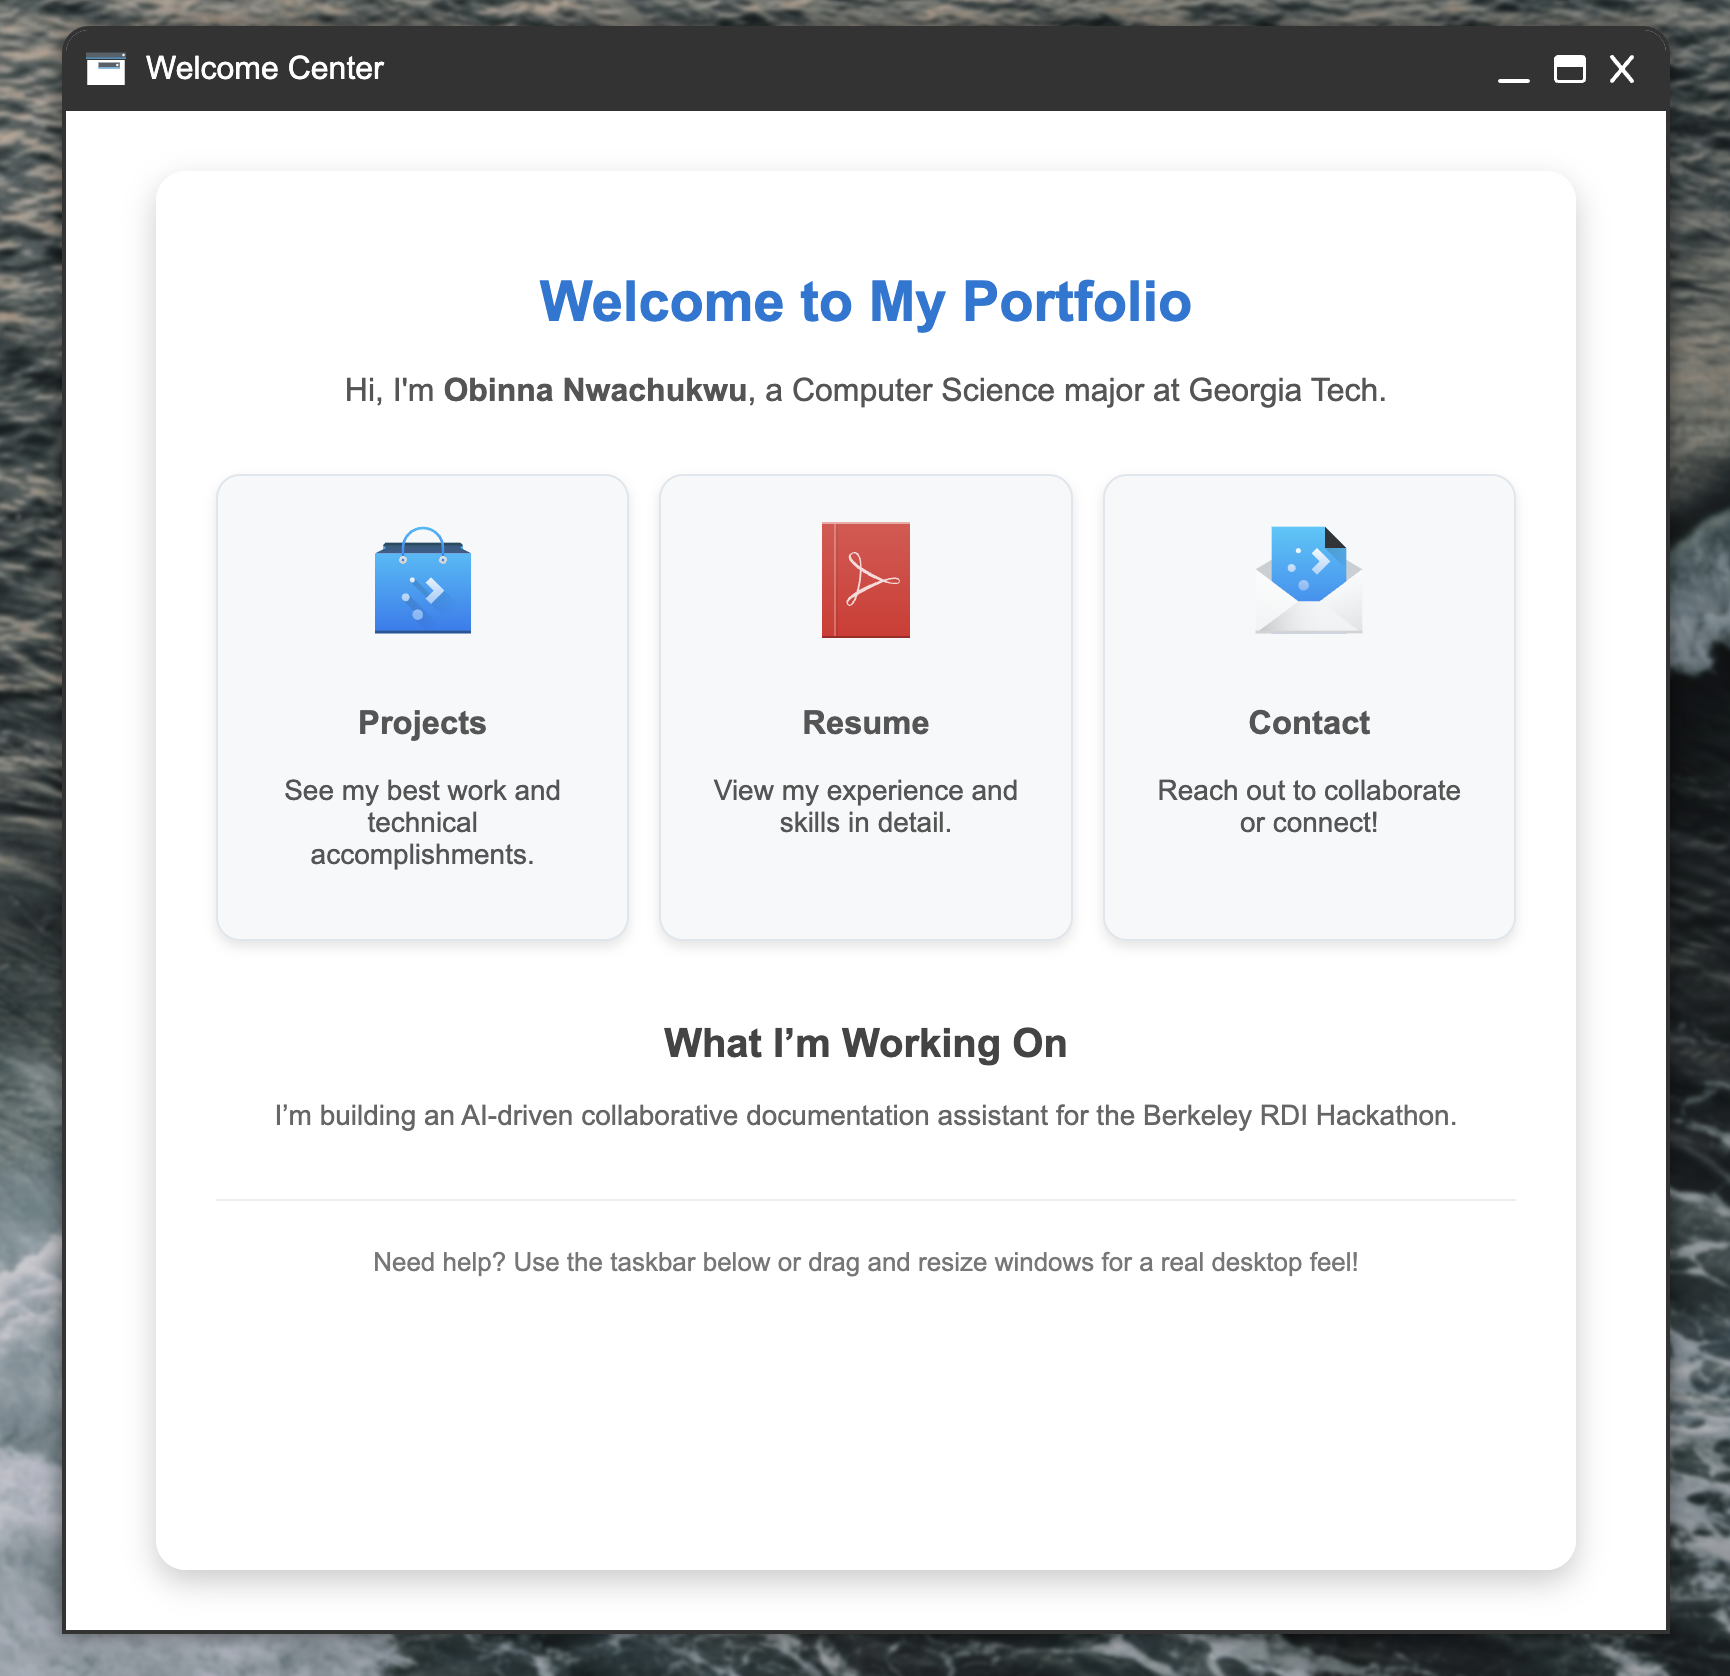 Welcome Center
Welcome to My Portfolio
Hi, I'm Obinna Nwachukwu, a Computer Science major at Georgia Tech.
Projects
See my best work and
technical
accomplishments.
Resume
View my experience and
skills in detail.
Contact
Reach out to collaborate
or connect!
What I’m Working On
I’m building an AI-driven collaborative documentation assistant for the Berkeley RDI Hackathon.
Need help? Use the taskbar below or drag and resize windows for a real desktop feel!